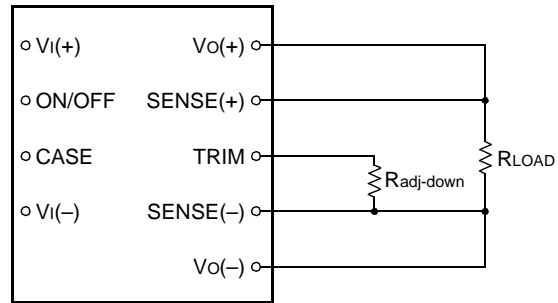 VI(+) VO(+)
ON/OFF SENSE(+)
CASE TRIM
Radj-down
RLOAD
VI(–) SENSE(–)
VO(–)